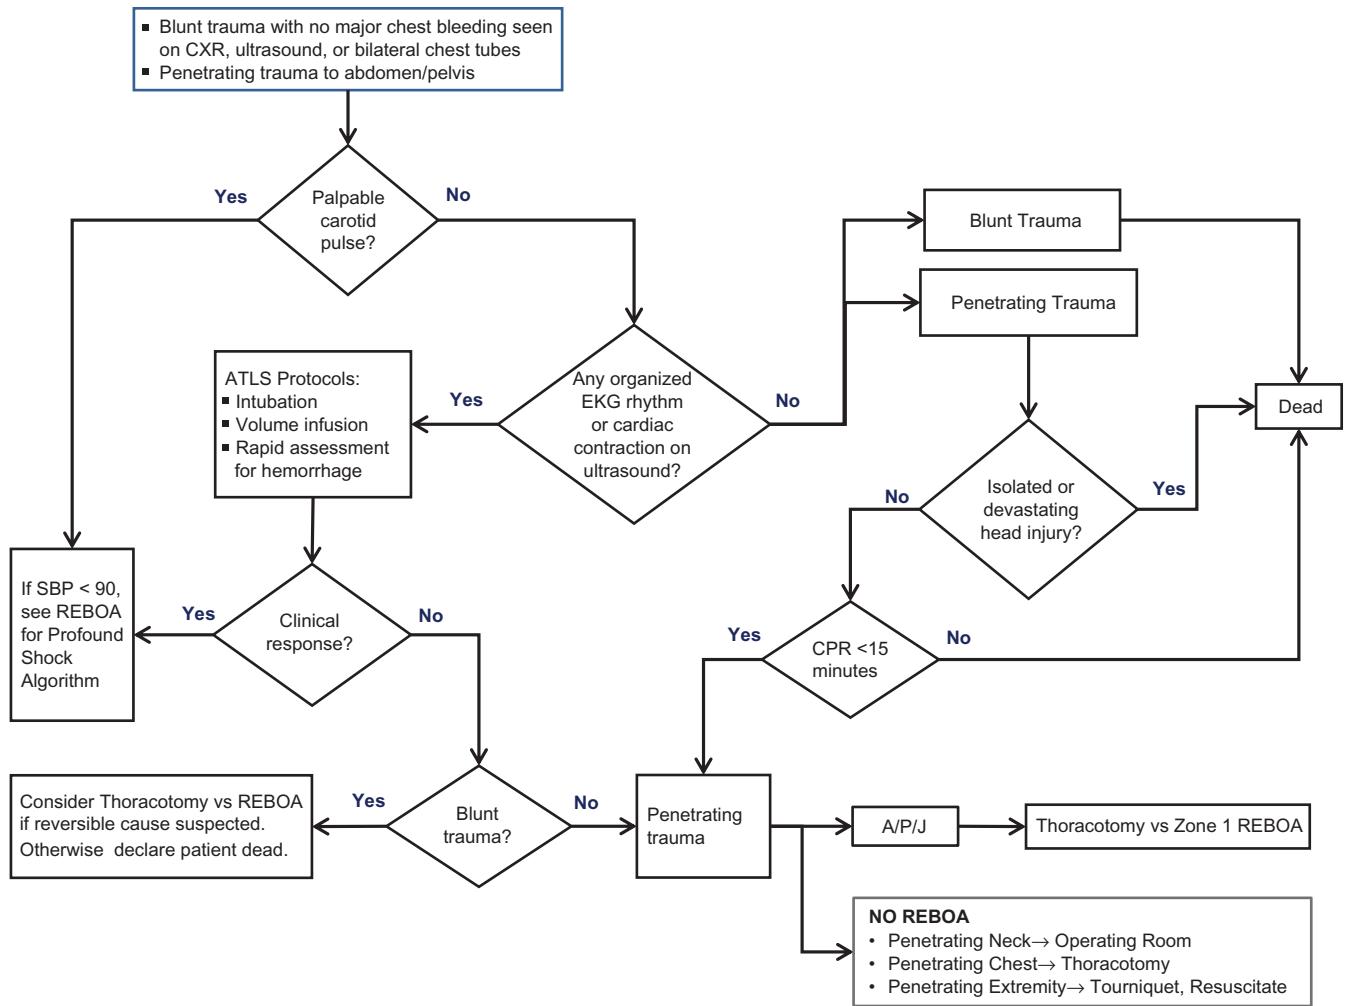 ▪ Blunt trauma with no major chest bleeding seen
on CXR, ultrasound, or bilateral chest tubes
▪ Penetrating trauma to abdomen/pelvis
Palpable
carotid
pulse?
Yes
No
Blunt Trauma
Penetrating Trauma
Any organized
EKG rhythm
or cardiac
contraction on
ultrasound?
Yes
No
ATLS Protocols:
▪ Intubation
▪ Volume infusion
▪ Rapid assessment
for hemorrhage
Dead
Isolated or
devastating
head injury?
No
Yes
If SBP < 90,
see REBOA
for Profound
Shock
Algorithm
Yes
Clinical
response?
No
Yes
CPR <15
minutes
No
Consider Thoracotomy vs REBOA
if reversible cause suspected.
Otherwise declare patient dead.
Yes
Blunt
trauma?
No
Penetrating
trauma
A/P/J
Thoracotomy vs Zone 1 REBOA
NO REBOA
• Penetrating Neck→ Operating Room
• Penetrating Chest→ Thoracotomy
• Penetrating Extremity→ Tourniquet, Resuscitate